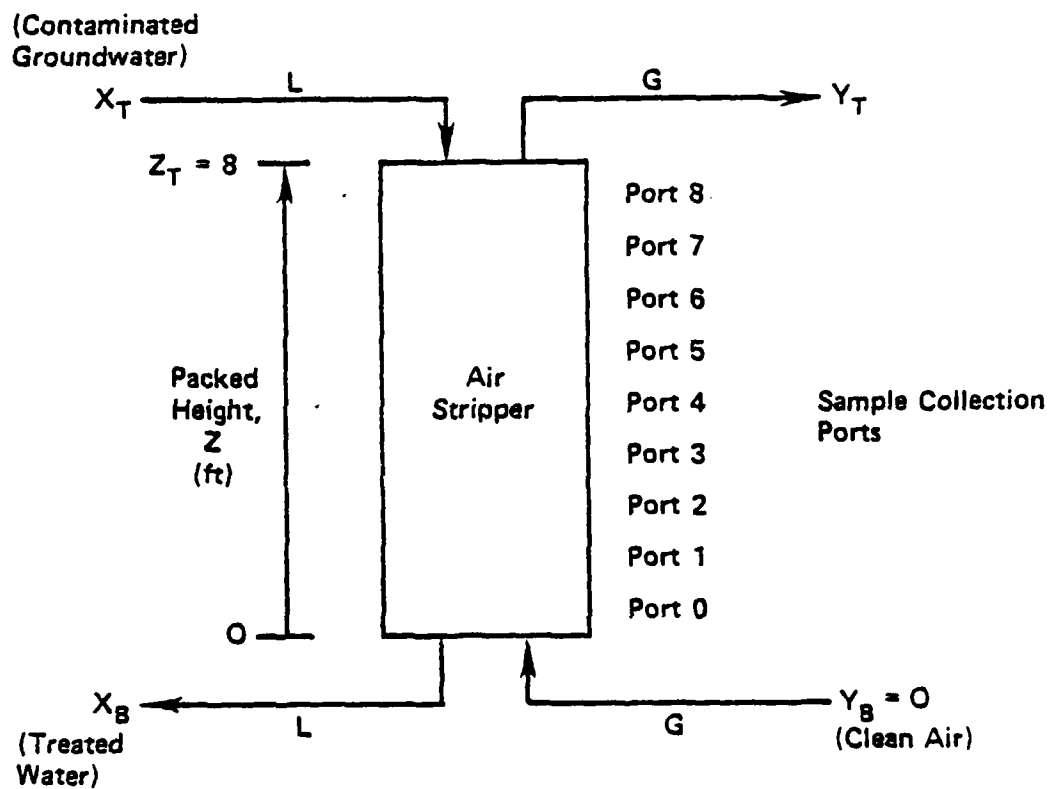 (Contaminated
Groundwater)
X_T
L
G
Y_T
Z_T = 8
Port 8
Port 7
Port 6
Port 5
Packed
Height,
Z
(ft)
Air
Stripper
Port 4
Port 3
Sample Collection
Ports
Port 2
Port 1
Port 0
0
X_B
L
G
Y_B = 0
(Treated
Water)
(Clean Air)